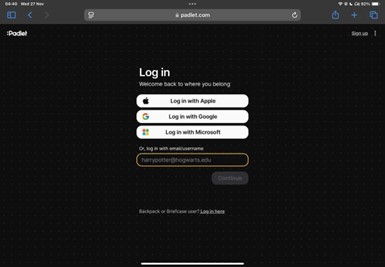 04:40 Wed 27 Nov
52%
padlet.com
:Padlet
Sign up
Log in
Welcome back to where you belong
Log in with Apple
Log in with Google
Log in with Microsoft
Or, log in with email/username
harrypotter@hogwarts.edu
Continue
Backpack or Briefcase user? Log in here